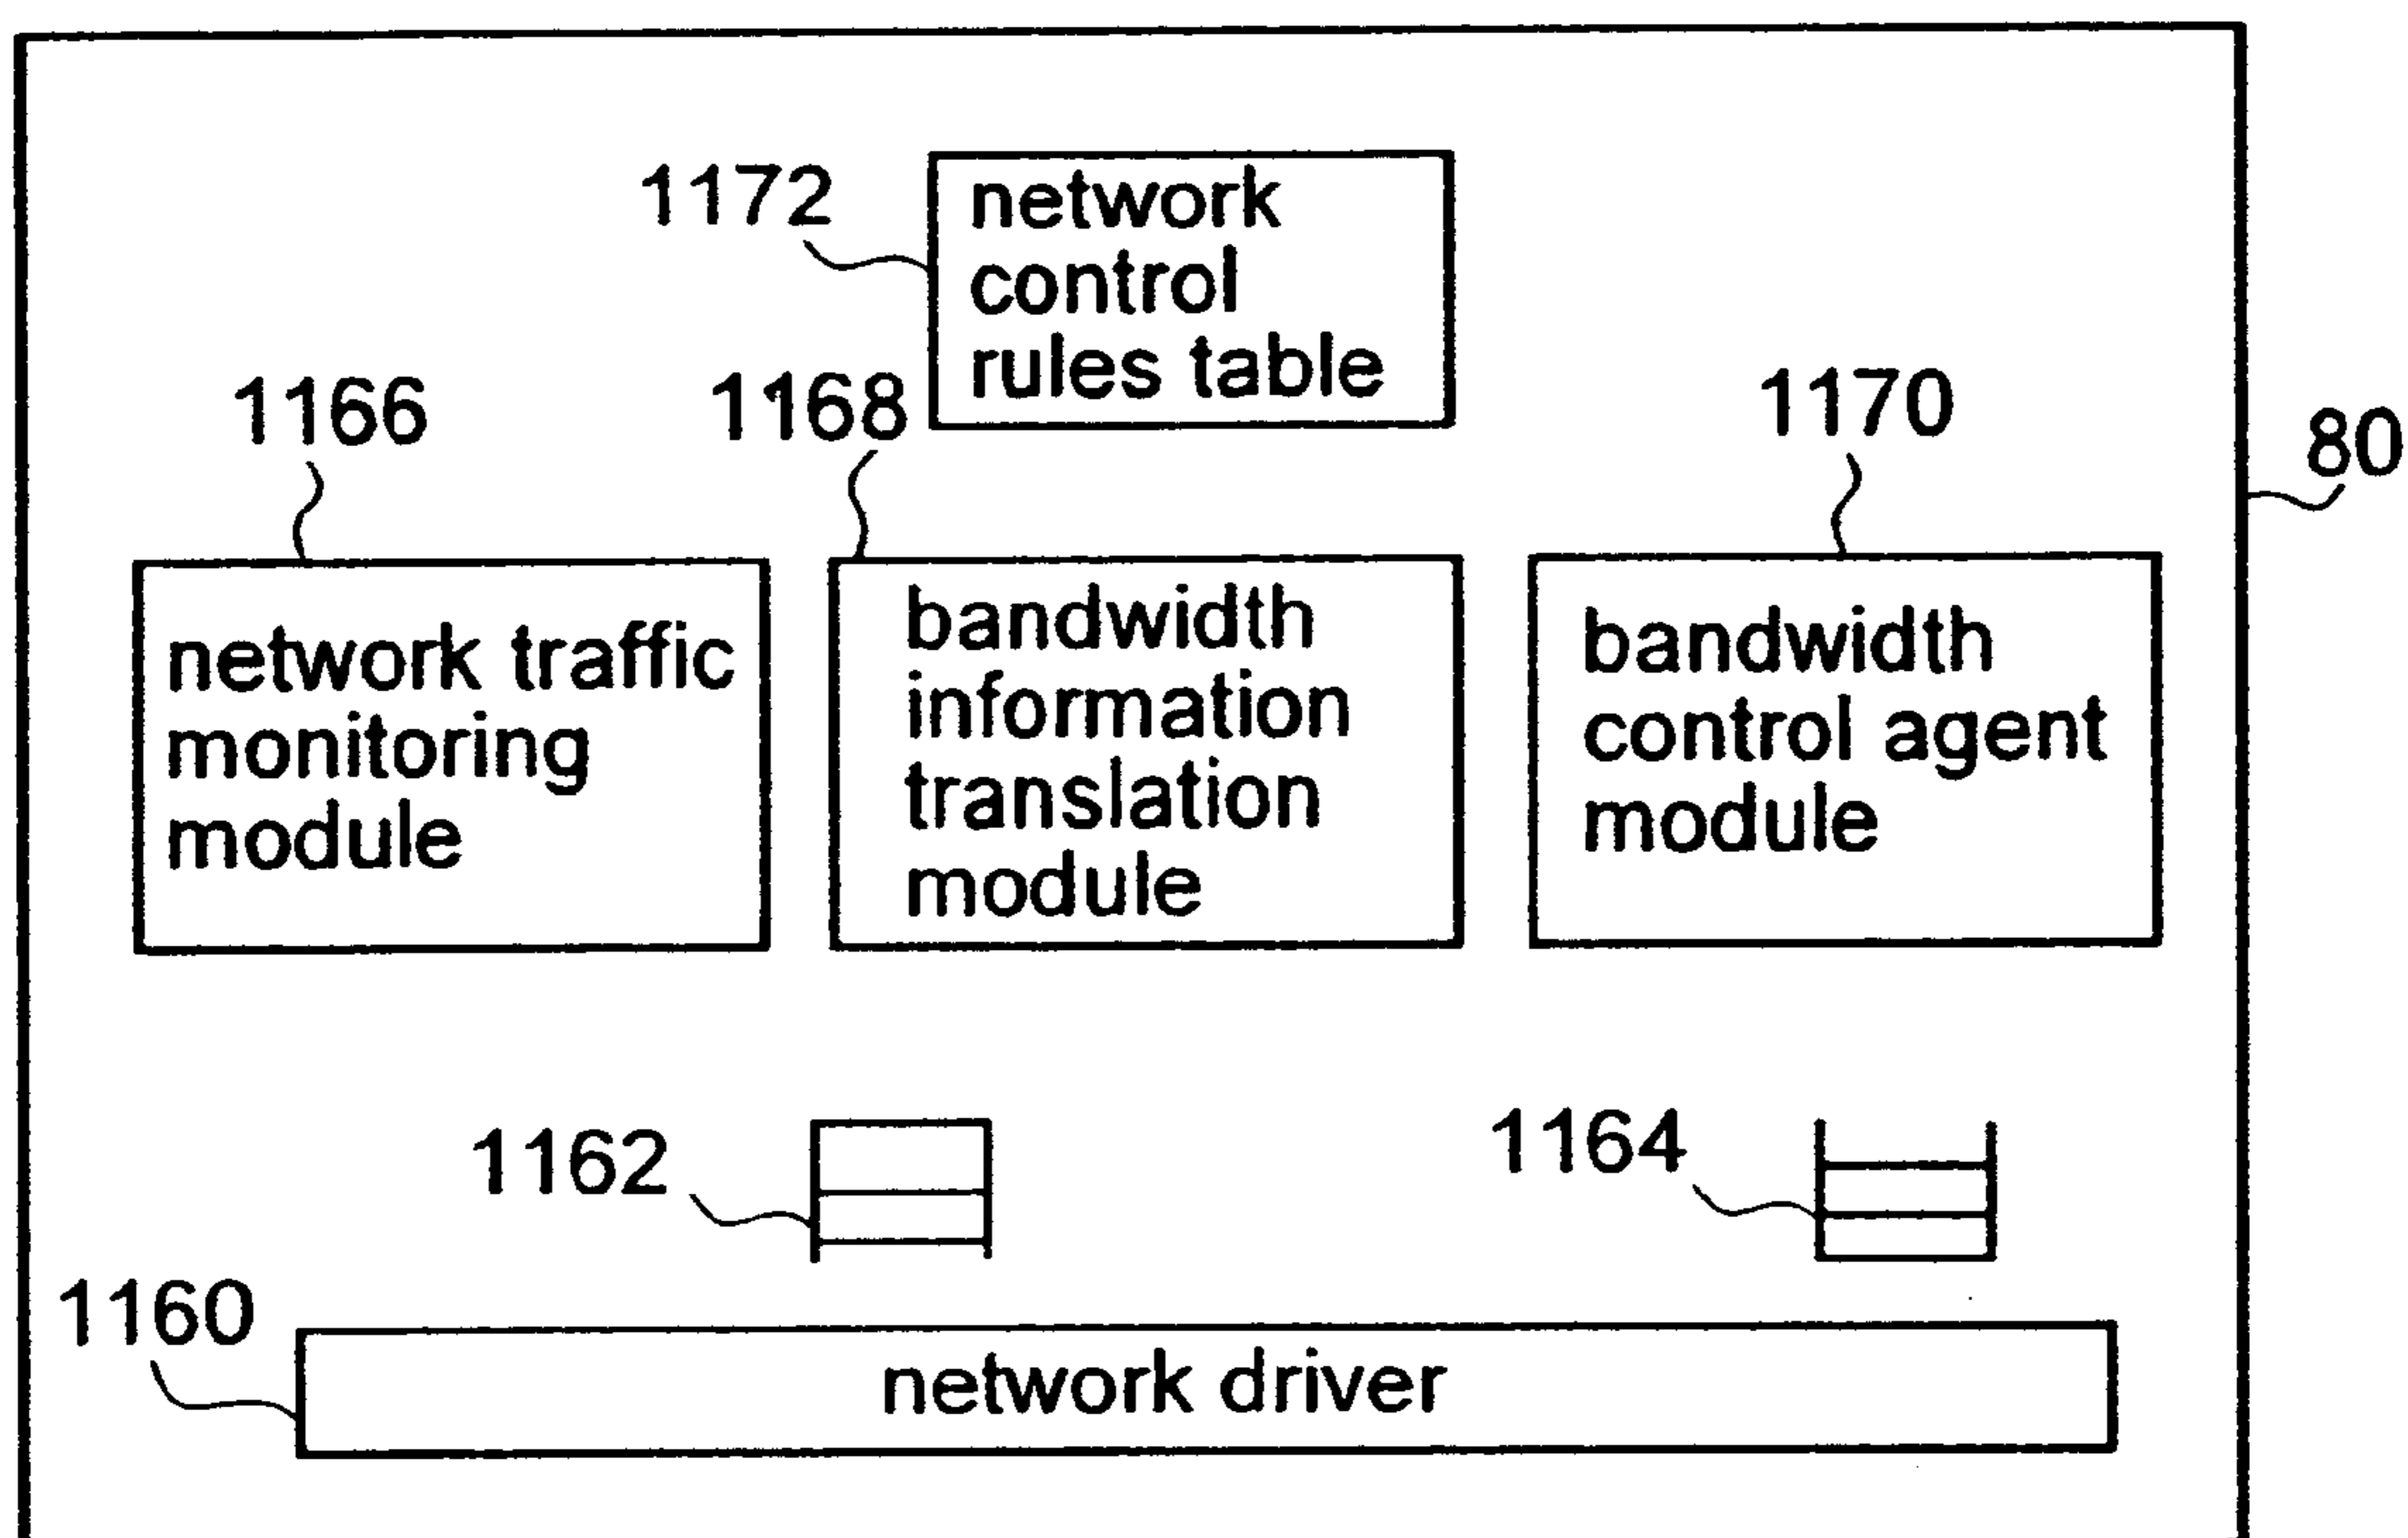 1172
network
control
rules table
1166
1168
1170
80
network traffic
monitoring
module
bandwidth
information
translation
module
bandwidth
control agent
module
1162
1164
1160
network driver